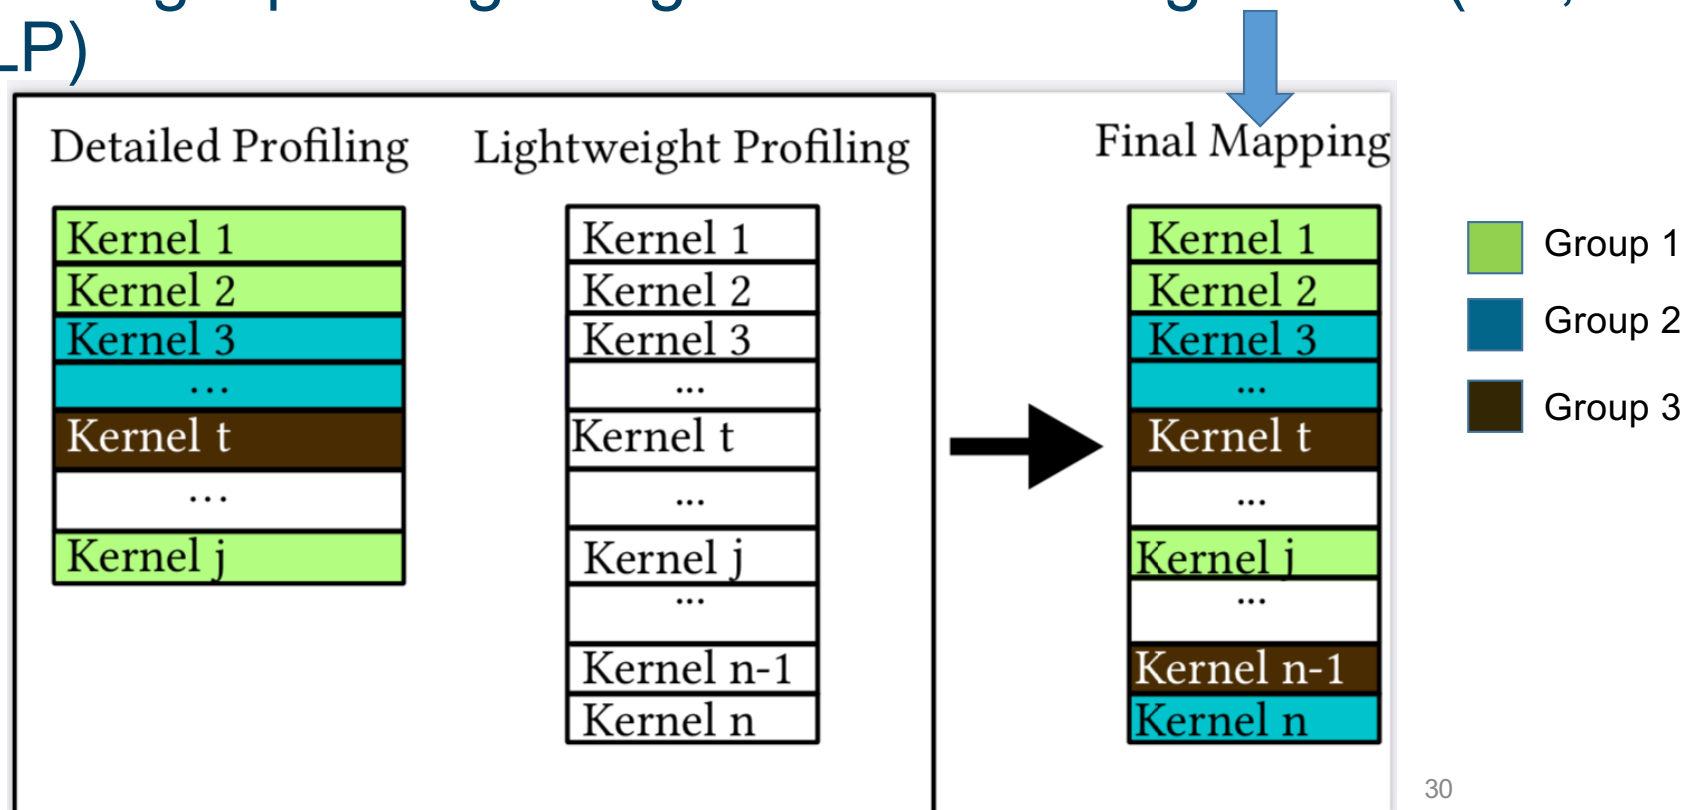 LP)
Detailed Profiling
Kernel 1
Kernel 2
Kernel 3
...
Kernel t
...
Kernel j
Lightweight Profiling
Kernel 1
Kernel 2
Kernel 3
...
Kernel t
...
Kernel j
...
Kernel n-1
Kernel n
Final Mapping
Kernel 1
Kernel 2
Kernel 3
...
Kernel t
...
Kernel j
...
Kernel n-1
Kernel n
Group 1
Group 2
Group 3
30